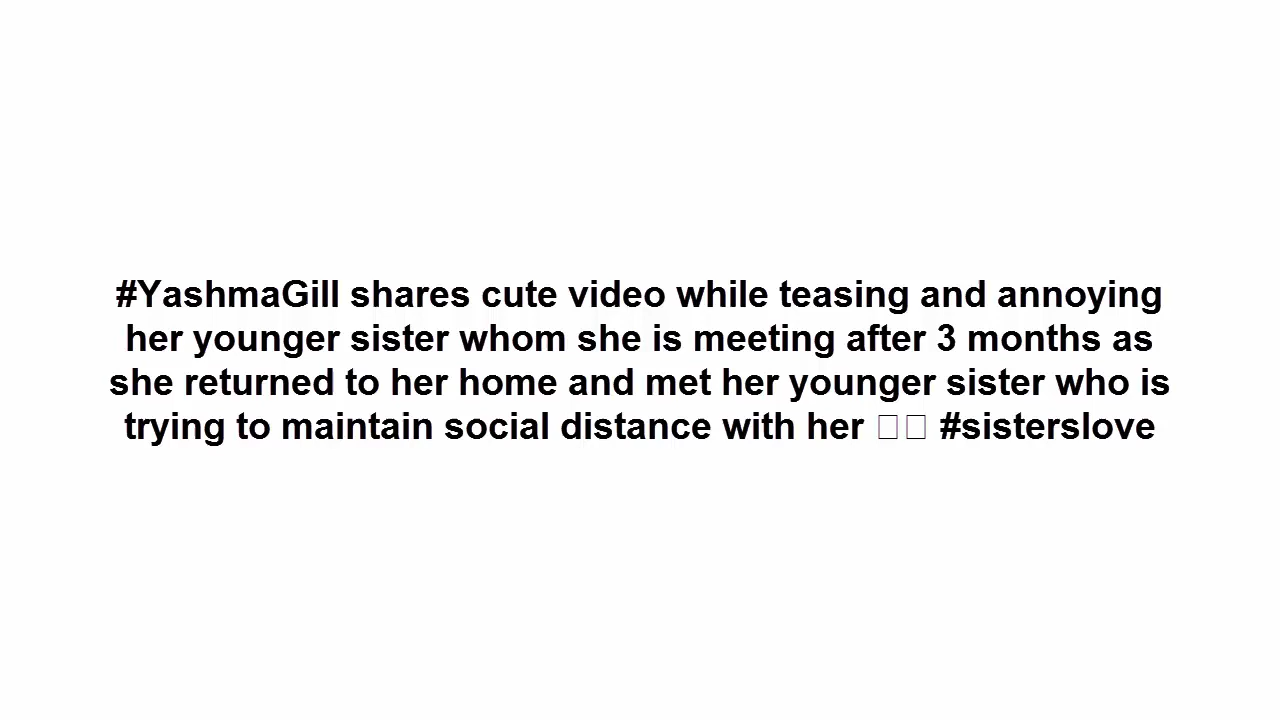 #YashmaGill shares cute video while teasing and annoying
her younger sister whom she is meeting after 3 months as
she returned to her home and met her younger sister who is
trying to maintain social distance with her □□ #sisterslove